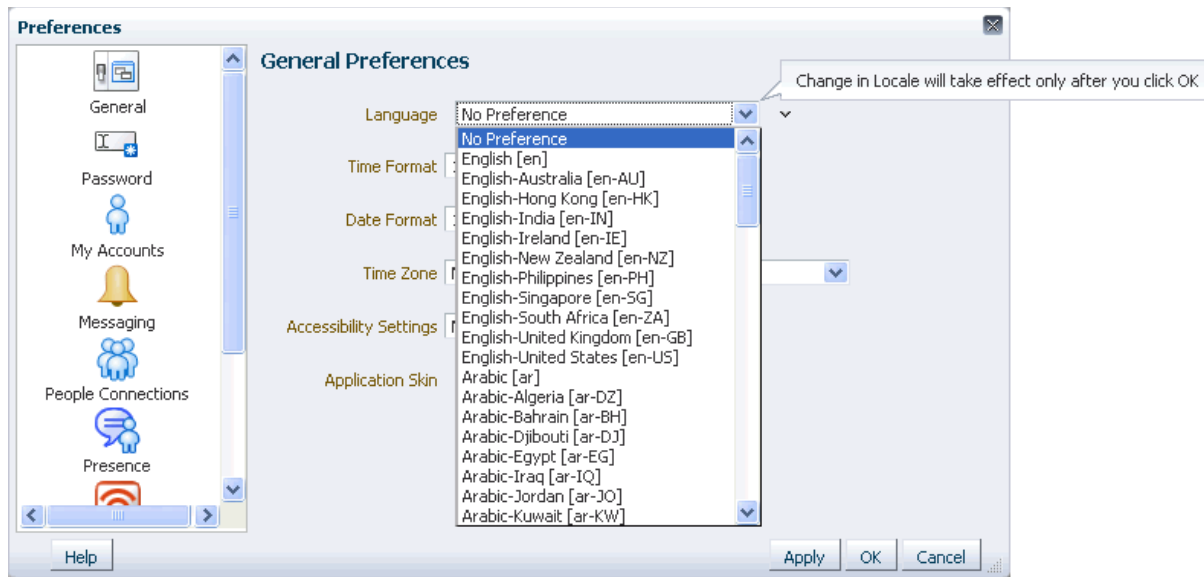 Preferences
General
Password
My Accounts
Messaging
People Connections
Presence
General Preferences
Change in Locale will take effect only after you click OK
Language
No Preference
No Preference
English [en]
English-Australia [en-AU]
English-Hong Kong [en-HK]
English-India [en-IN]
English-Ireland [en-IE]
English-New Zealand [en-NZ]
English-Philippines [en-PH]
English-Singapore [en-SG]
English-South Africa [en-ZA]
English-United Kingdom [en-GB]
English-United States [en-US]
Arabic [ar]
Arabic-Algeria [ar-DZ]
Arabic-Bahrain [ar-BH]
Arabic-Djibouti [ar-DJ]
Arabic-Egypt [ar-EG]
Arabic-Iraq [ar-IQ]
Arabic-Jordan [ar-JO]
Arabic-Kuwait [ar-KW]
Time Format
Date Format
Time Zone
Accessibility Settings
Application Skin
Help
Apply
OK
Cancel